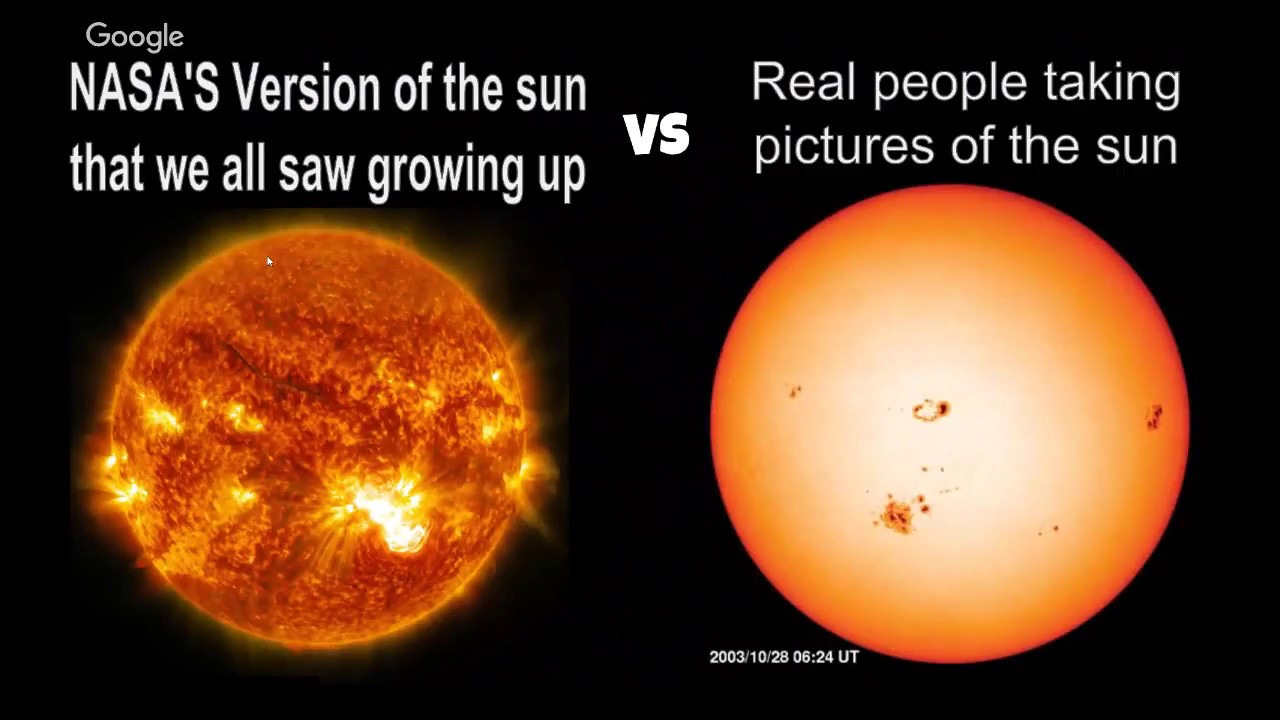 Google
NASA'S Version of the sun
that we all saw growing up
vs
Real people taking
pictures of the sun
2003/10/28 06:24 UT